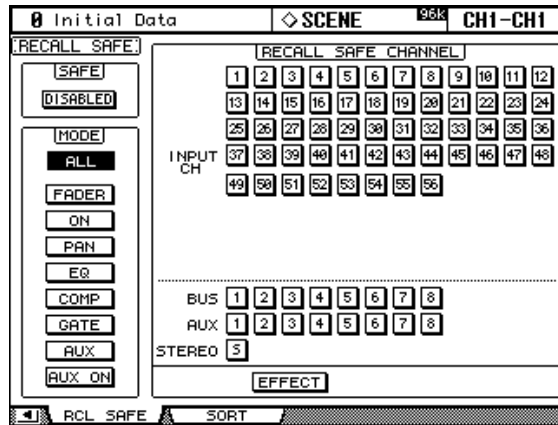 0 Initial Data ◇SCENE 96K CH1-CH1
RECALL SAFE
SAFE
DISABLED
MODE
ALL
FADER
ON
PAN
EQ
COMP
GATE
AUX
AUX ON
RECALL SAFE CHANNEL
1 2 3 4 5 6 7 8 9 10 11 12
13 14 15 16 17 18 19 20 21 22 23 24
25 26 27 28 29 30 31 32 33 34 35 36
INPUT CH 37 38 39 40 41 42 43 44 45 46 47 48
49 50 51 52 53 54 55 56
BUS 1 2 3 4 5 6 7 8
AUX 1 2 3 4 5 6 7 8
STEREO S
EFFECT
RCL SAFE SORT